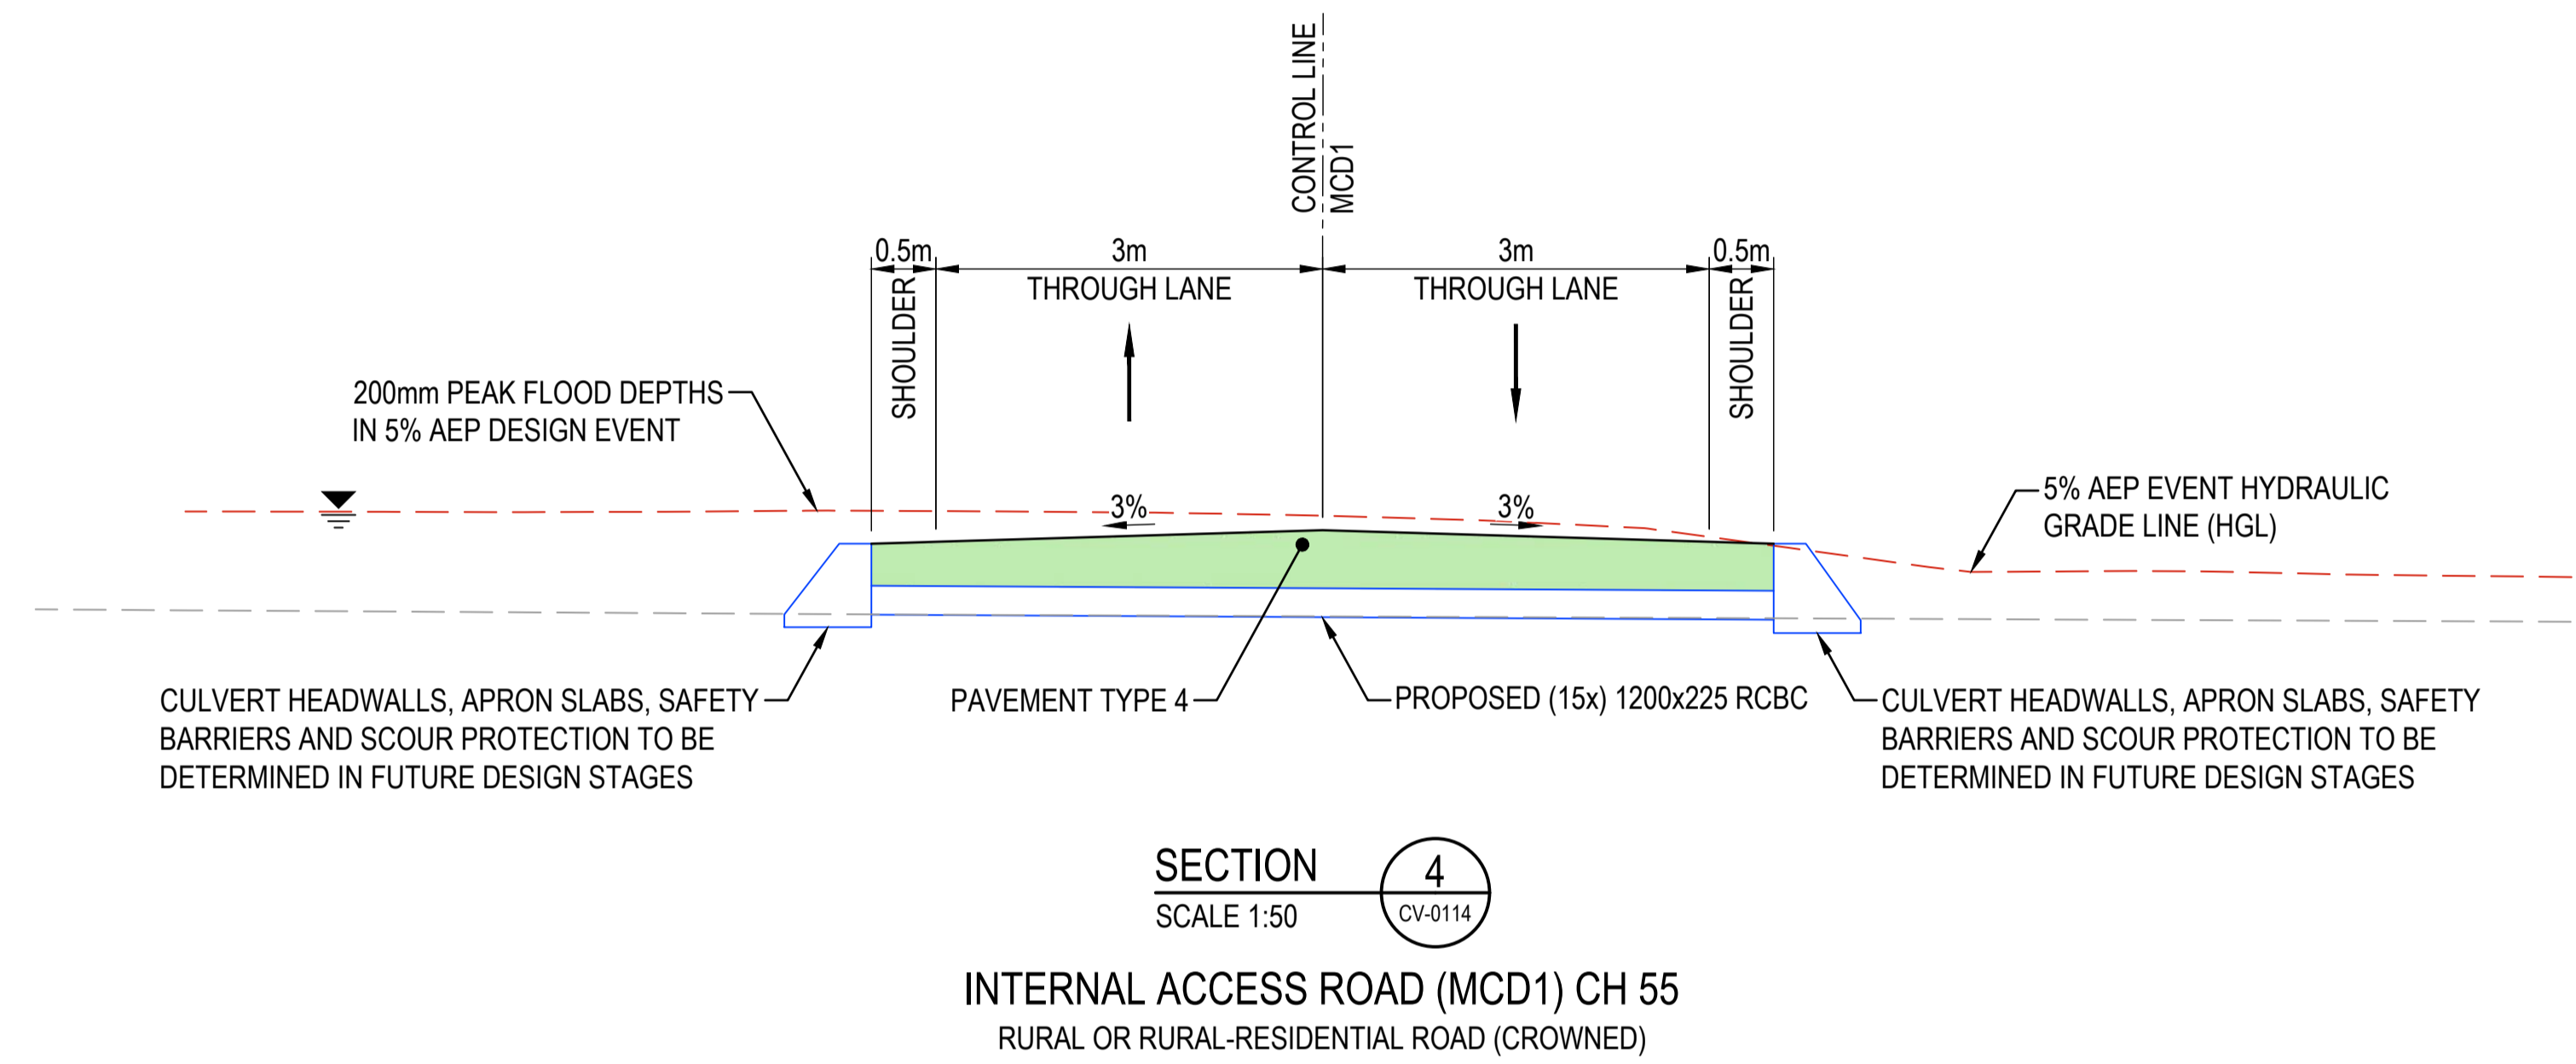 CONTROL LINE
MCD1
0.5m
3m
3m
0.5m
SHOULDER
THROUGH LANE
THROUGH LANE
SHOULDER
200mm PEAK FLOOD DEPTHS
IN 5% AEP DESIGN EVENT
3%
3%
5% AEP EVENT HYDRAULIC
GRADE LINE (HGL)
CULVERT HEADWALLS, APRON SLABS, SAFETY
BARRIERS AND SCOUR PROTECTION TO BE
DETERMINED IN FUTURE DESIGN STAGES
PAVEMENT TYPE 4
PROPOSED (15x) 1200x225 RCBC
CULVERT HEADWALLS, APRON SLABS, SAFETY
BARRIERS AND SCOUR PROTECTION TO BE
DETERMINED IN FUTURE DESIGN STAGES
SECTION
SCALE 1:50
4
CV-0114
INTERNAL ACCESS ROAD (MCD1) CH 55
RURAL OR RURAL-RESIDENTIAL ROAD (CROWNED)